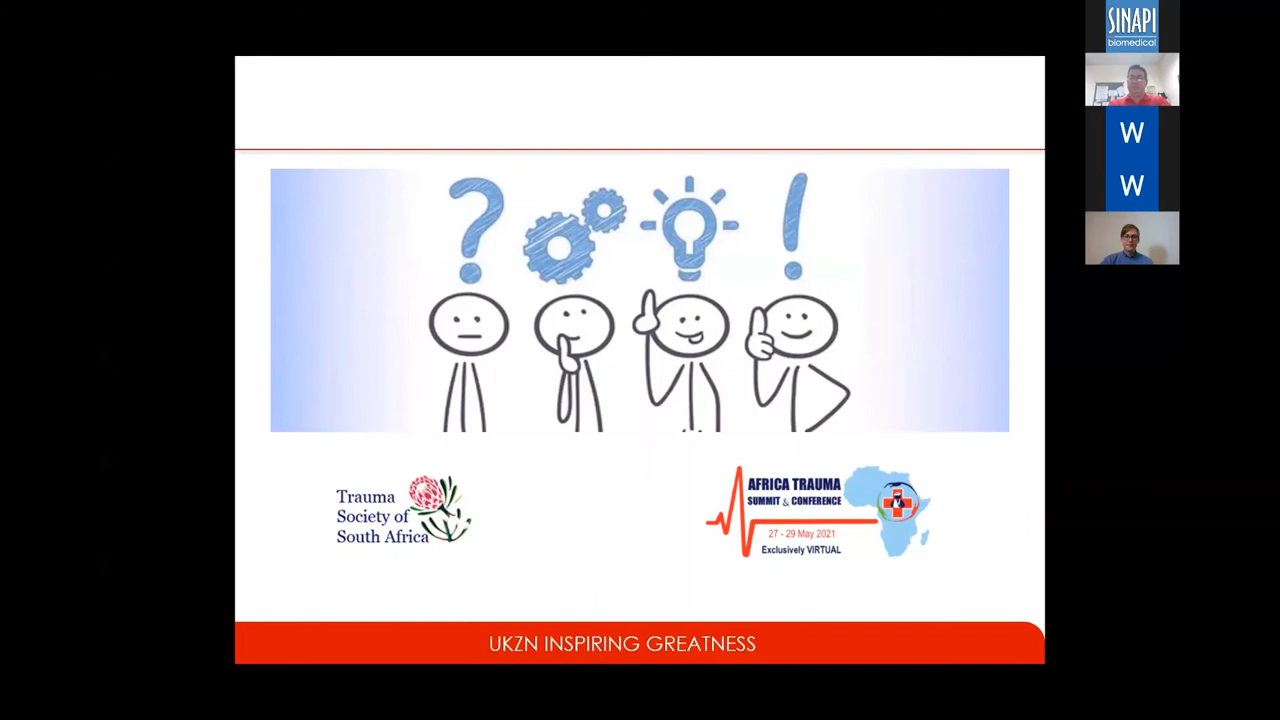 SINAPI
biomedical
W
W
?
!
Trauma
Society of
South Africa
AFRICA TRAUMA
SUMMIT & CONFERENCE
27 - 29 May 2021
Exclusively VIRTUAL
UKZN INSPIRING GREATNESS